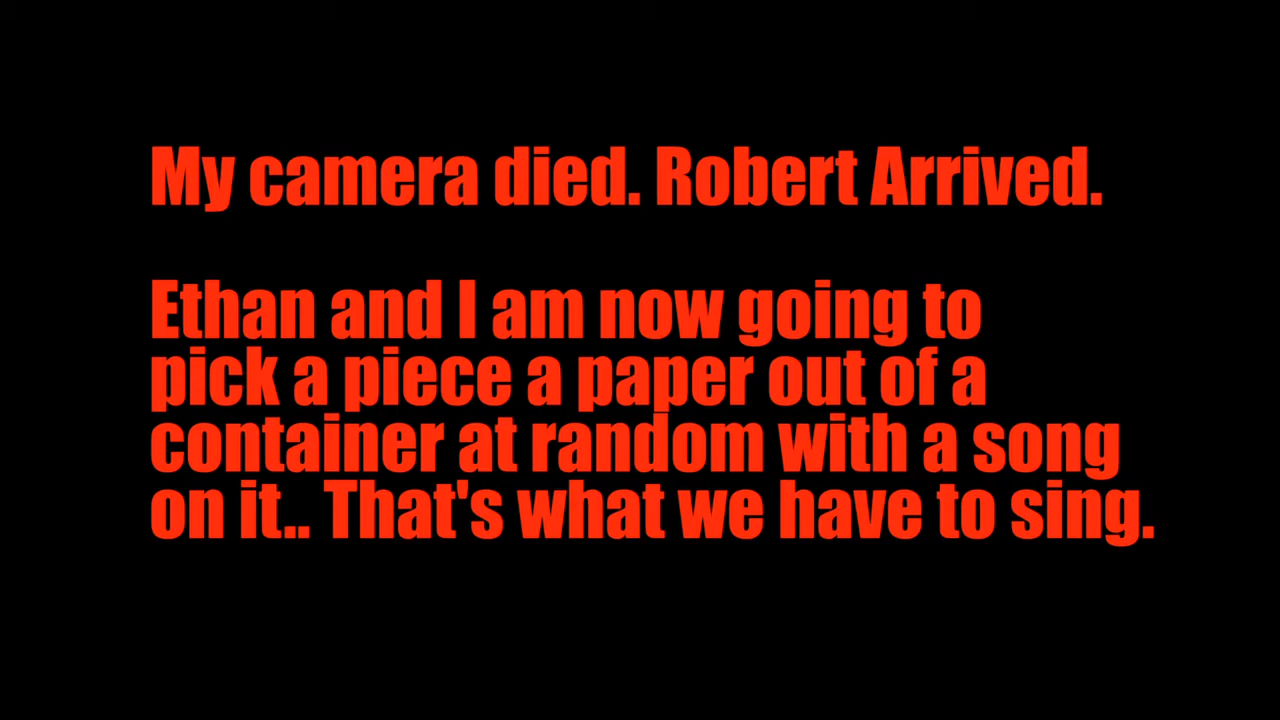 My camera died. Robert Arrived.
Ethan and I am now going to
pick a piece a paper out of a
container at random with a song
on it.. That's what we have to sing.